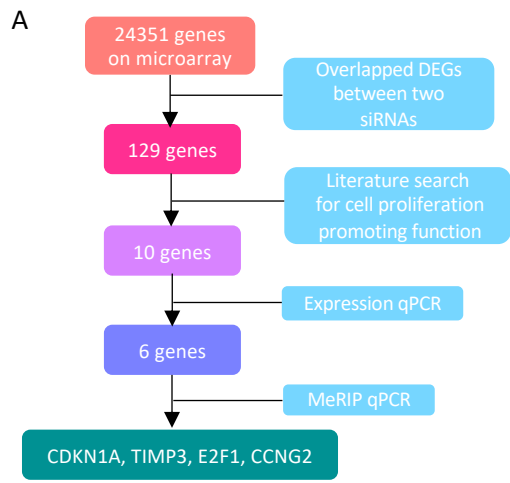 A
24351 genes
on microarray
Overlapped DEGs
between two
siRNAs
129 genes
Literature search
for cell proliferation
promoting function
10 genes
Expression qPCR
6 genes
MeRIP qPCR
CDKN1A, TIMP3, E2F1, CCNG2